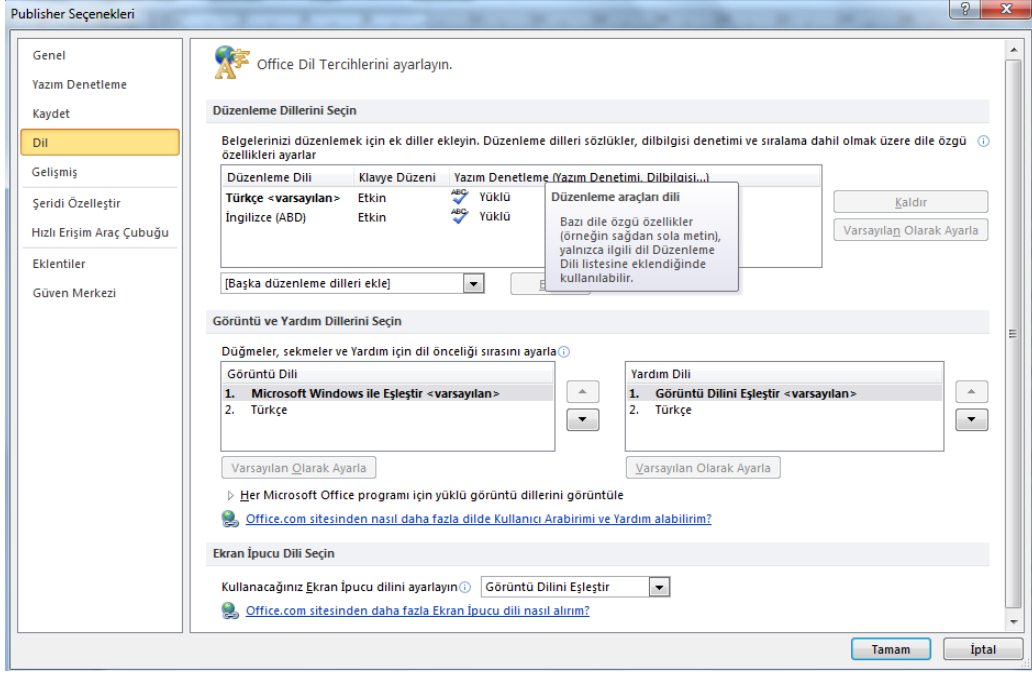 Publisher Seçenekleri
Genel
Yazım Denetleme
Kaydet
Dil
Gelişmiş
Şeridi Özelleştir
Hızlı Erişim Araç Çubuğu
Eklentiler
Güven Merkezi
Office Dil Tercihlerini ayarlayın.
Düzenleme Dillerini Seçin
Belgelerinizi düzenlemek için ek diller ekleyin. Düzenleme dilleri sözlükler, dilbilgisi denetimi ve sıralama dahil olmak üzere dile özgü
özellikleri ayarlar
Düzenleme Dili Klavye Düzeni Yazım Denetleme (Yazım Denetimi, Dilbilgisi...)
Türkçe <varsayılan> Etkin ABC Yüklü
İngilizce (ABD) Etkin ABC Yüklü
Düzenleme araçları dili
Bazı dile özgü özellikler
(örneğin sağdan sola metin),
yalnızca ilgili dil Düzenleme
Dili listesine eklendiğinde
kullanılabilir.
Kaldır
Varsayılan Olarak Ayarla
[Başka düzenleme dilleri ekle]
Görüntü ve Yardım Dillerini Seçin
Düğmeler, sekmeler ve Yardım için dil önceliği sırasını ayarla
Görüntü Dili
1. Microsoft Windows ile Eşleştir <varsayılan>
2. Türkçe
Varsayılan Olarak Ayarla
Yardım Dili
1. Görüntü Dilini Eşleştir <varsayılan>
2. Türkçe
Varsayılan Olarak Ayarla
Her Microsoft Office programı için yüklü görüntü dillerini görüntüle
Office.com sitesinden nasıl daha fazla dilde Kullanıcı Arabirimi ve Yardım alabilirim?
Ekran İpucu Dili Seçin
Kullanacağınız Ekran İpucu dilini ayarlayın Görüntü Dilini Eşleştir
Office.com sitesinden daha fazla Ekran İpucu dili nasıl alırım?
Tamam İptal